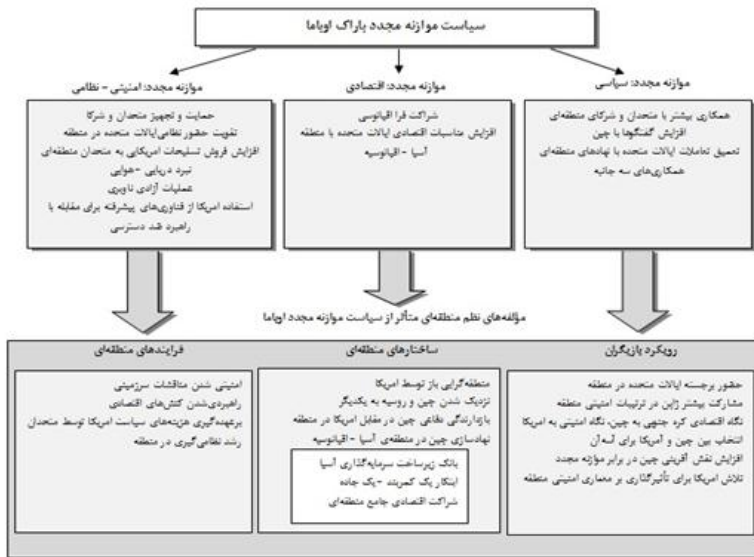 سیاست موازنه مجدد باراک اوباما
موازنه مجدد: سیاسی
همکاری بیشتر با متحدان و شرکای منطقه‌ای
افزایش گفتگوها با چین
تعمیق تعاملات ایالات متحده با نهادهای منطقه‌ای
همکاری‌های سه جانبه
موازنه مجدد: اقتصادی
شراکت فرا اقیانوسی
افزایش مناسبات اقتصادی ایالات متحده با منطقه
آسیا - اقیانوسیه
موازنه مجدد: امنیتی - نظامی
حمایت و تجهیز متحدان و شرکا
تقویت حضور نظامی ایالات متحده در منطقه
افزایش فروش تسلیحات امریکایی به متحدان منطقه‌ای
نبرد دریایی - هوایی
عملیات آزادی ناوبری
استفاده امریکا از فناوری‌های پیشرفته برای مقابله با
راهبرد ضد دسترسی
مؤلفه‌های نظم منطقه‌ای متأثر از سیاست موازنه مجدد اوباما
رویکرد بازیگران
حضور برجسته ایالات متحده در منطقه
مشارکت بیشتر ژاپن در ترتیبات امنیتی منطقه
نگاه اقتصادی کره جنوبی به چین، نگاه امنیتی به امریکا
انتخاب بین چین و آمریکا برای آسه‌آن
افزایش نقش آفرینی چین در برابر موازنه مجدد
تلاش امریکا برای تأثیرگذاری بر معماری امنیتی منطقه
ساختارهای منطقه‌ای
منطقه‌گرایی باز توسط امریکا
نزدیک شدن چین و روسیه به یکدیگر
بازدارندگی دفاعی چین در مقابل امریکا در منطقه
نهادسازی چین در منطقه‌ی آسیا - اقیانوسیه
بانک زیرساخت سرمایه‌گذاری آسیا
ابتکار یک کمربند - یک جاده
شراکت اقتصادی جامع منطقه‌ای
فرایندهای منطقه‌ای
امنیتی شدن مناقشات سرزمینی
راهبردی‌شدن کنش‌های اقتصادی
برعهده‌گیری هزینه‌های سیاست امریکا توسط متحدان
رشد نظامی‌گیری در منطقه